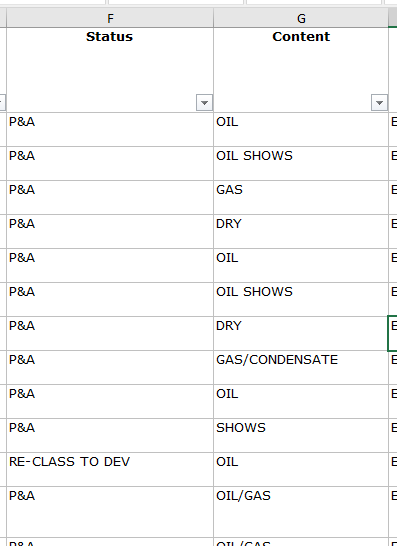 F G
Status Content
P&A OIL E
P&A OIL SHOWS E
P&A GAS E
P&A DRY E
P&A OIL E
P&A OIL SHOWS E
P&A DRY E
P&A GAS/CONDENSATE E
P&A OIL E
P&A SHOWS E
RE-CLASS TO DEV OIL E
P&A OIL/GAS E
P&A OIL/GAS